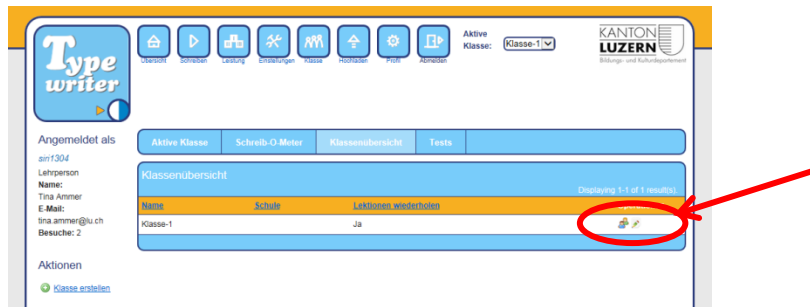 Type
writer
Übersicht Schreiben Leistung Einstellungen Klasse Hochladen Profil Abmelden
Aktive
Klasse: Klasse-1
KANTON
LUZERN
Bildungs- und Kulturdepartement
Angemeldet als
siri1304
Lehrperson
Name:
Tina Ammer
E-Mail:
tina.ammer@lu.ch
Besuche: 2
Aktionen
Klasse erstellen
Aktive Klasse Schreib-O-Meter Klassenübersicht Tests
Klassenübersicht
Displaying 1-1 of 1 result(s).
Name Schule Lektionen wiederholen
Klasse-1 Ja